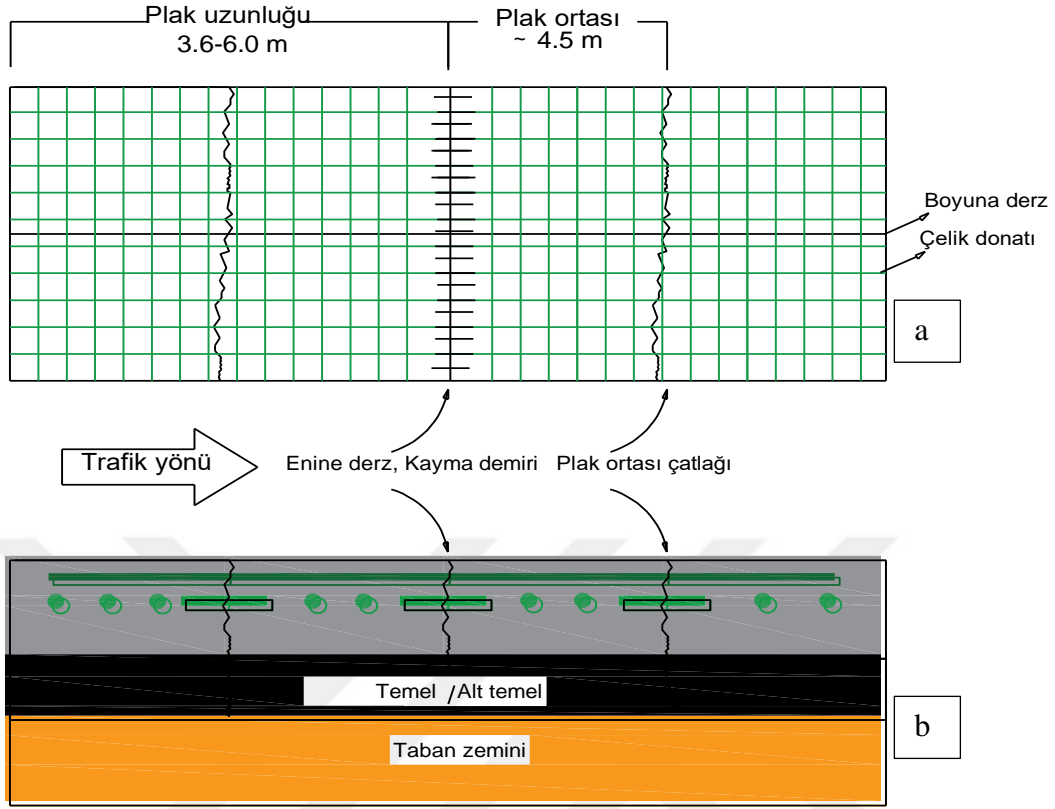 Plak uzunluğu
3.6-6.0 m
Plak ortası
~ 4.5 m
Boyuna derz
Çelik donatı
a
Trafik yönü
Enine derz, Kayma demiri
Plak ortası çatlağı
Temel /Alt temel
b
Taban zemini